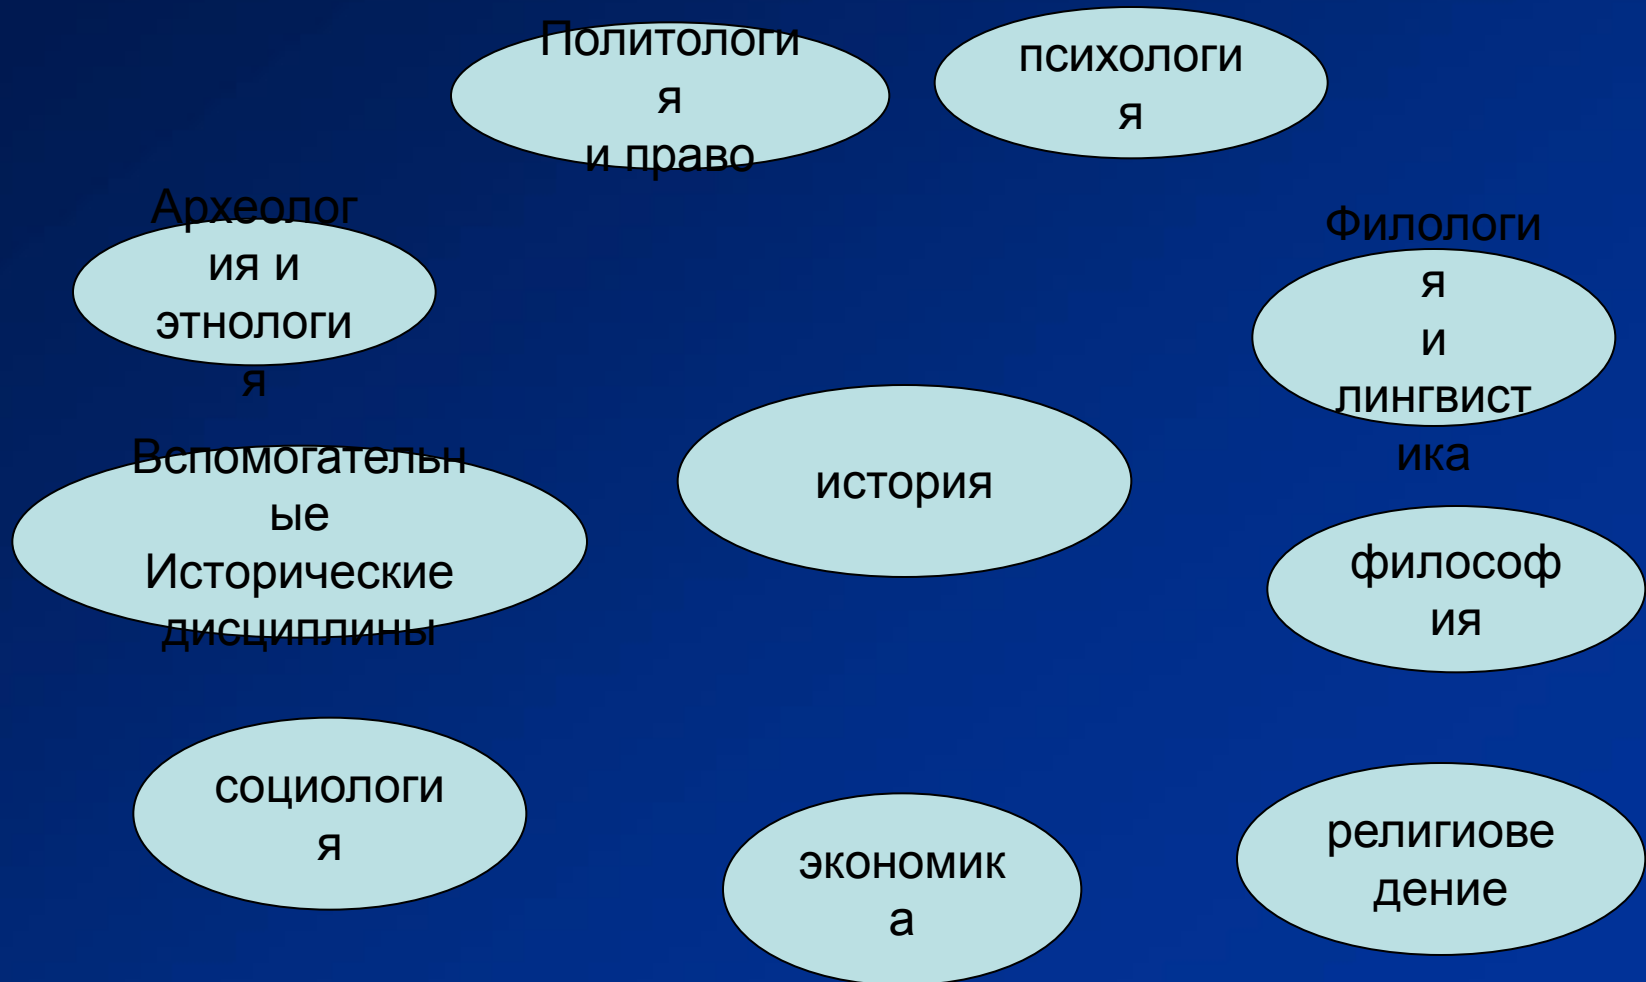 Политологи
я
и право
психологи
я
Археолог
ия и
этнологи
я
Филологи
я
и
лингвист
ика
Вспомогательн
ые
Исторические
дисциплины
история
философ
ия
социологи
я
экономик
а
религиове
дение